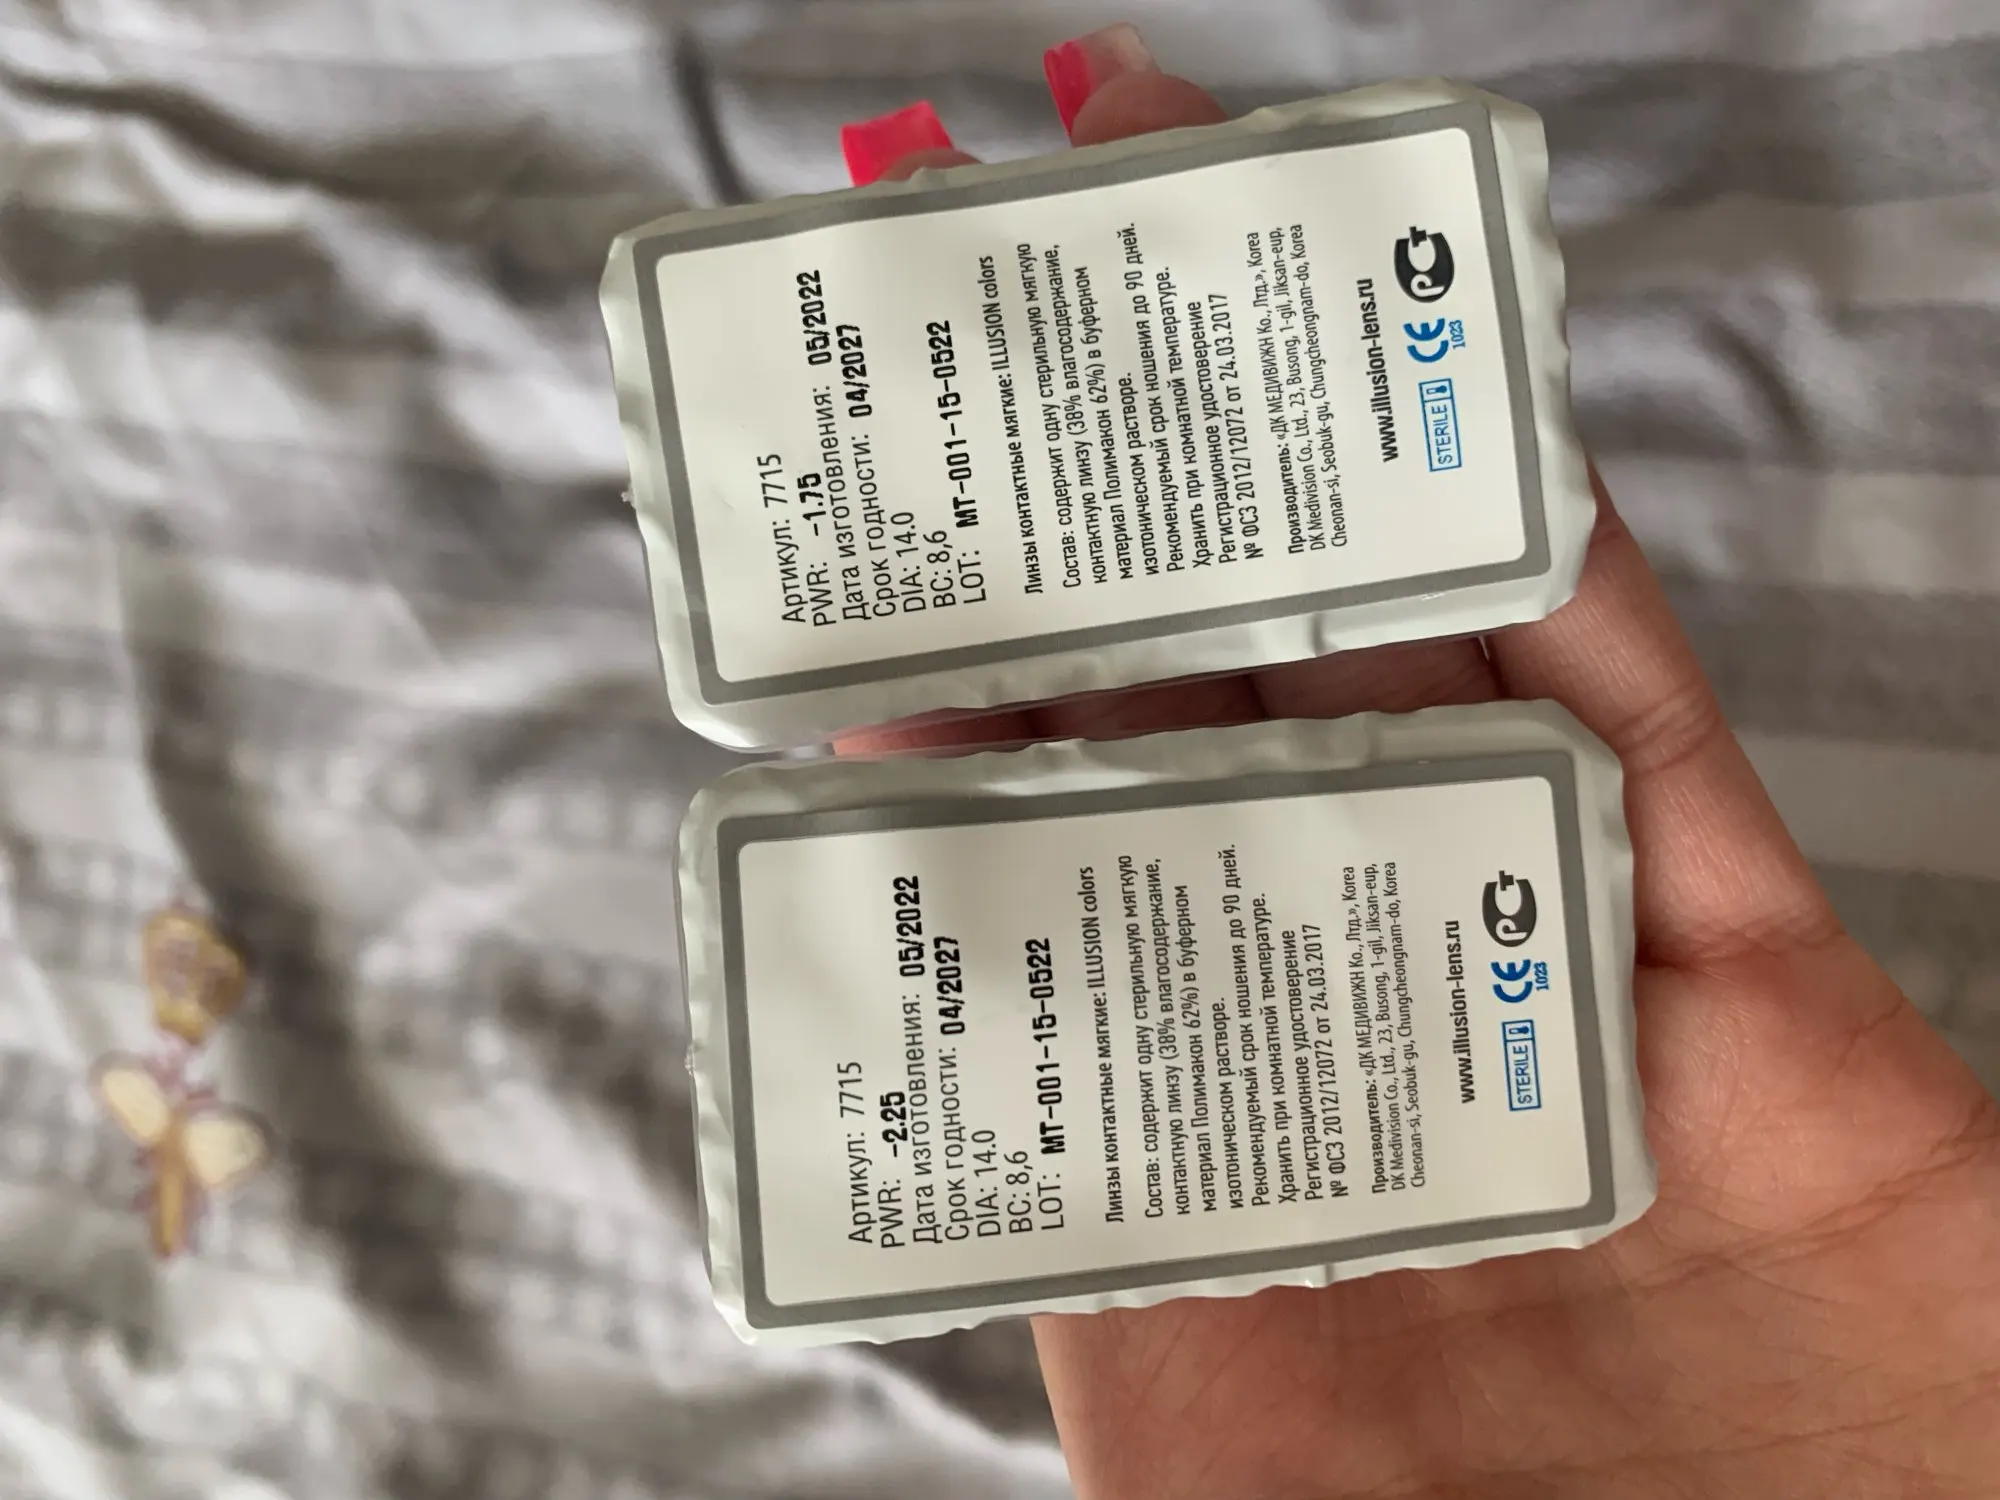 Артикул: 7715
PWR: -1.75
Дата изготовления: 05/2022
Срок годности: 04/2027
DIA: 14.0
BC: 8,6
LOT: MT-001-15-0522
Линзы контактные мягкие: ILLUSION colors
Состав: содержит одну стерильную мягкую
контактную линзу (38% влагосодержание,
материал Полимакон 62%) в буферном
изотоническом растворе.
Рекомендуемый срок ношения до 90 дней.
Хранить при комнатной температуре.
Регистрационное удостоверение
№ ФСЗ 2012/12072 от 24.03.2017
Производитель: «ДК МЕДИВИЖН Ко., Лтд.», Korea
DK Medivision Co., Ltd., 23, Busong, 1-gil, Jiksan-eup,
Cheonan-si, Seobuk-gu, Chungcheongnam-do, Korea
www.illusion-lens.ru
STERILE CE PCT
1023
Артикул: 7715
PWR: -2.25
Дата изготовления: 05/2022
Срок годности: 04/2027
DIA: 14.0
BC: 8,6
LOT: MT-001-15-0522
Линзы контактные мягкие: ILLUSION colors
Состав: содержит одну стерильную мягкую
контактную линзу (38% влагосодержание,
материал Полимакон 62%) в буферном
изотоническом растворе.
Рекомендуемый срок ношения до 90 дней.
Хранить при комнатной температуре.
Регистрационное удостоверение
№ ФСЗ 2012/12072 от 24.03.2017
Производитель: «ДК МЕДИВИЖН Ко., Лтд.», Korea
DK Medivision Co., Ltd., 23, Busong, 1-gil, Jiksan-eup,
Cheonan-si, Seobuk-gu, Chungcheongnam-do, Korea
www.illusion-lens.ru
STERILE CE PCT
1023